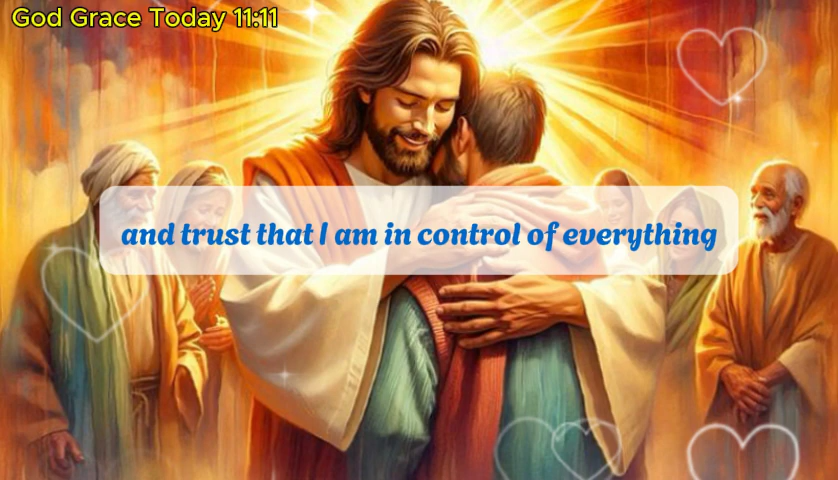 God Grace Today 11:11
and trust that I am in control of everything